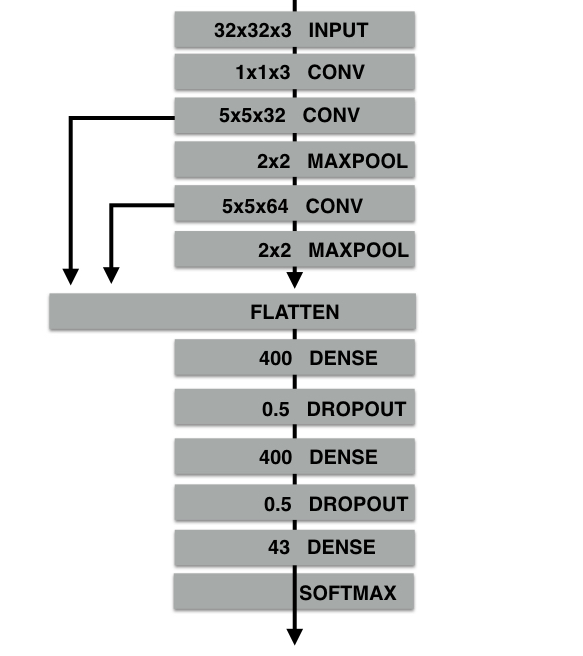 32x32x3 INPUT
1x1x3 CONV
5x5x32 CONV
2x2 MAXPOOL
5x5x64 CONV
2x2 MAXPOOL
FLATTEN
400 DENSE
0.5 DROPOUT
400 DENSE
0.5 DROPOUT
43 DENSE
SOFTMAX